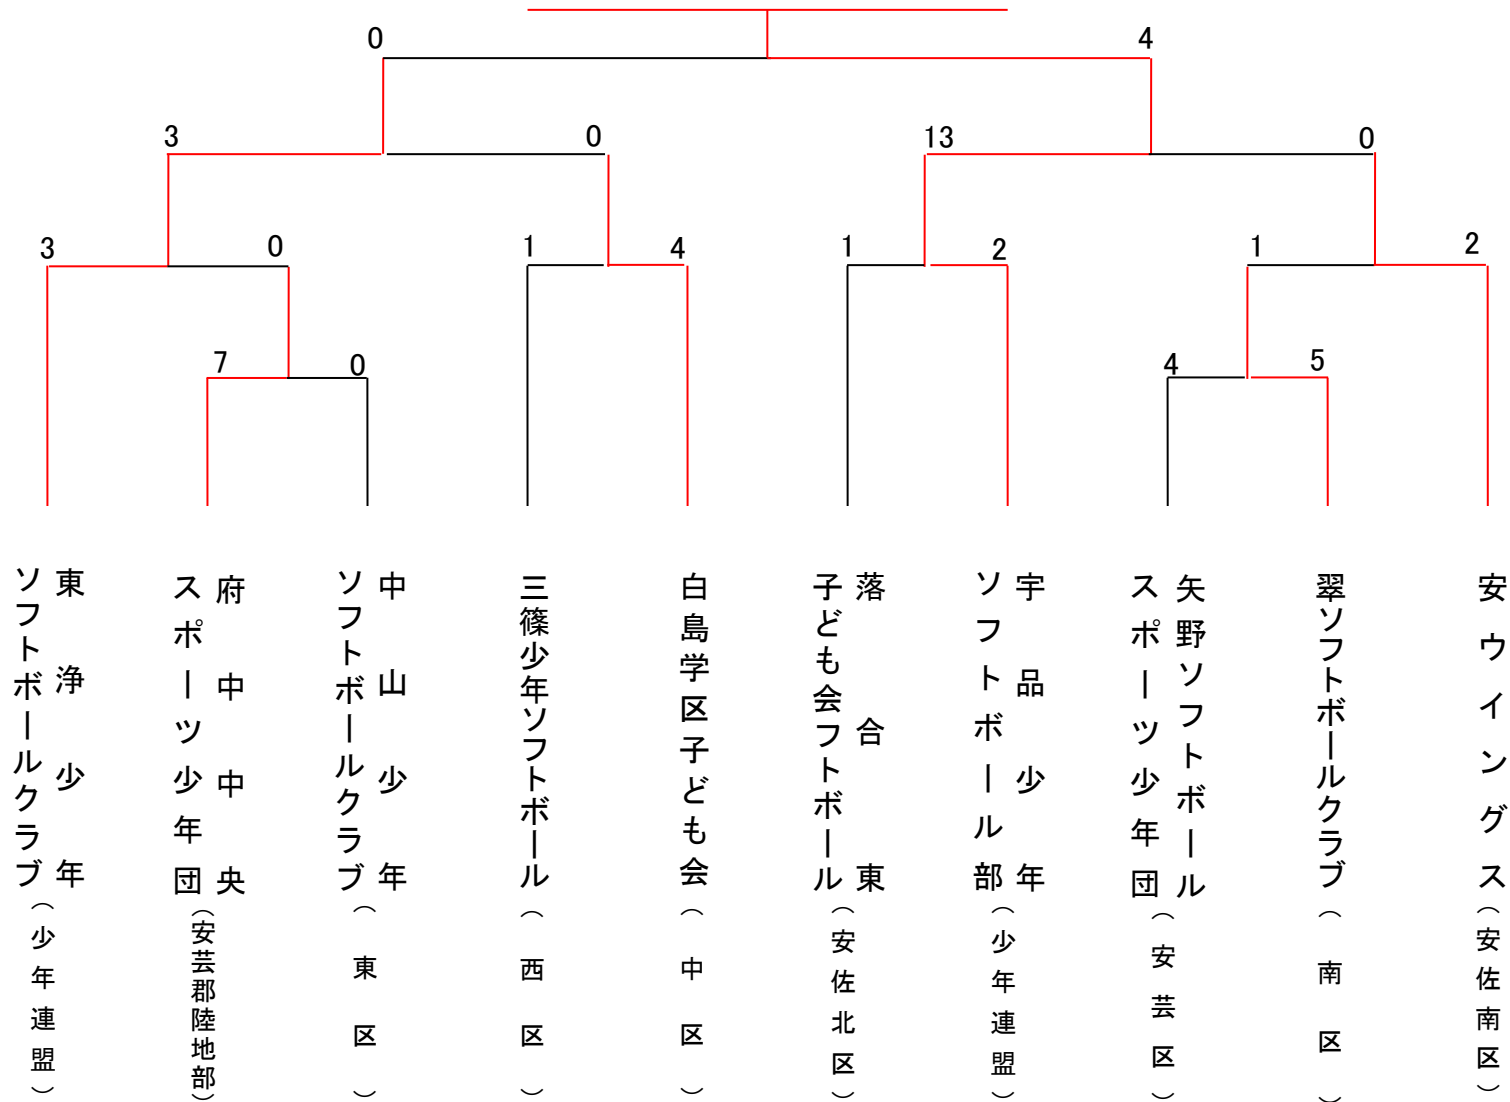 0 4
3 0 13 0
3 0 1 4 1 2 1 2
7 0 4 5
東浄少年
ソフトボールクラブ
（少年連盟）
府中中央
スポーツ少年団
（安芸郡陸地部）
中山少年
ソフトボールクラブ
（東区）
三篠少年ソフトボール
（西区）
白島学区子ども会
（中区）
落合東
子ども会フトボール
（安佐北区）
宇品少年
ソフトボール部
（少年連盟）
矢野ソフトボール
スポーツ少年団
（安芸区）
翠ソフトボールクラブ
（南区）
安ウイングス
（安佐南区）